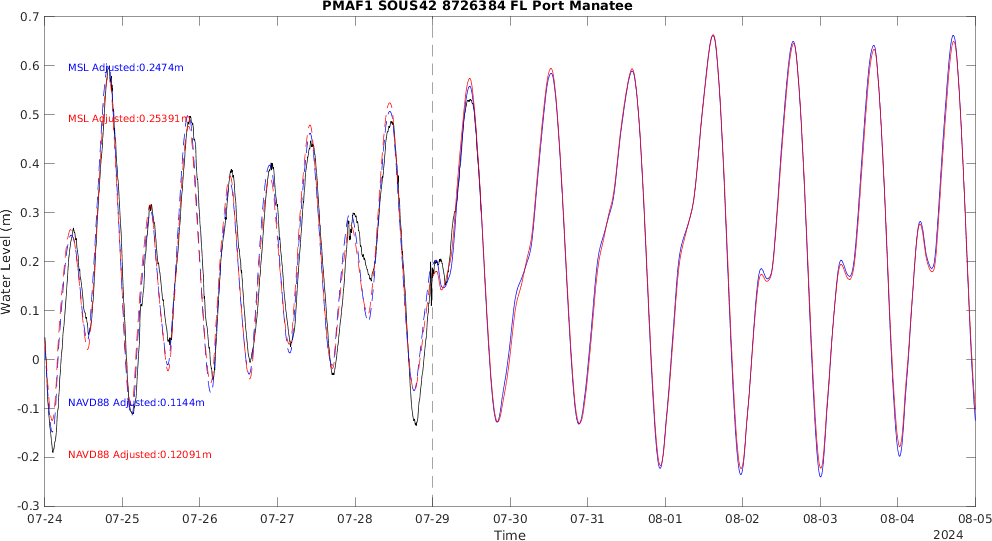 PMAF1 SOUS42 8726384 FL Port Manatee
0.7
0.6
0.5
0.4
0.3
0.2
0.1
0
-0.1
-0.2
-0.3
Water Level (m)
MSL Adjusted:0.2474m
MSL Adjusted:0.25391m
NAVD88 Adjusted:0.1144m
NAVD88 Adjusted:0.12091m
07-24 07-25 07-26 07-27 07-28 07-29 07-30 07-31 08-01 08-02 08-03 08-04 08-05
Time
2024